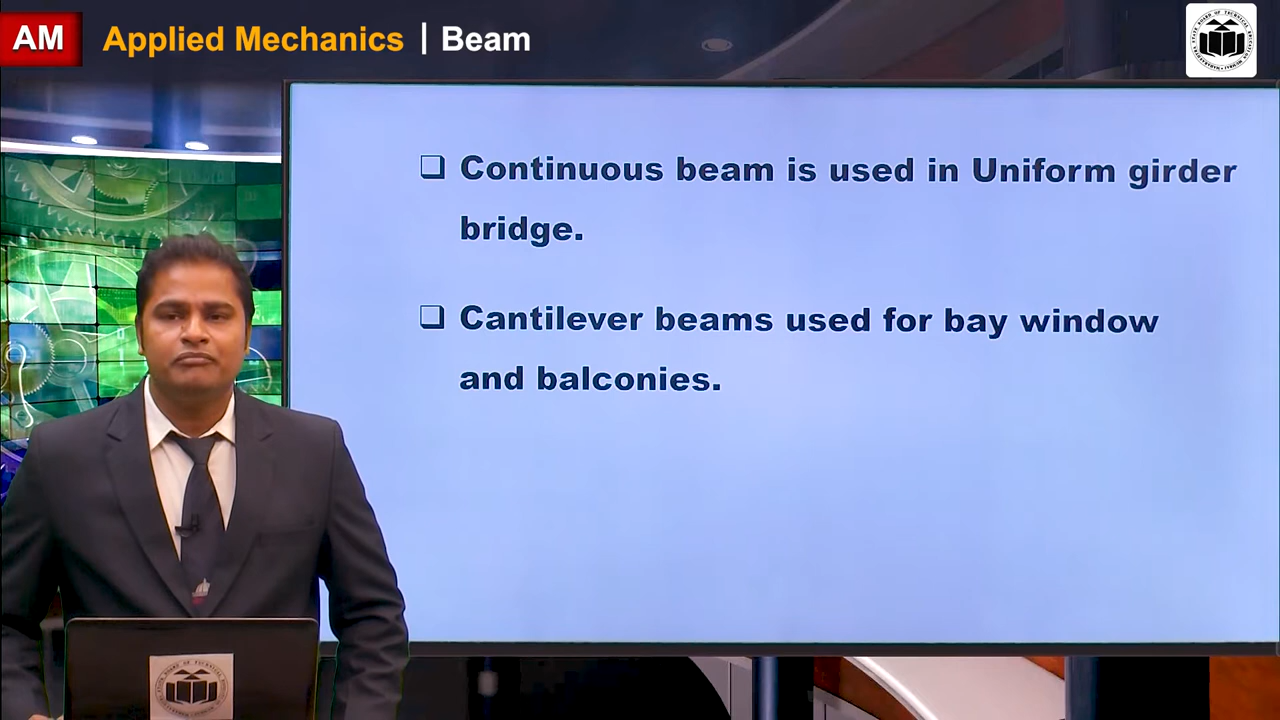 AM Applied Mechanics | Beam
❑ Continuous beam is used in Uniform girder
bridge.
❑ Cantilever beams used for bay window
and balconies.